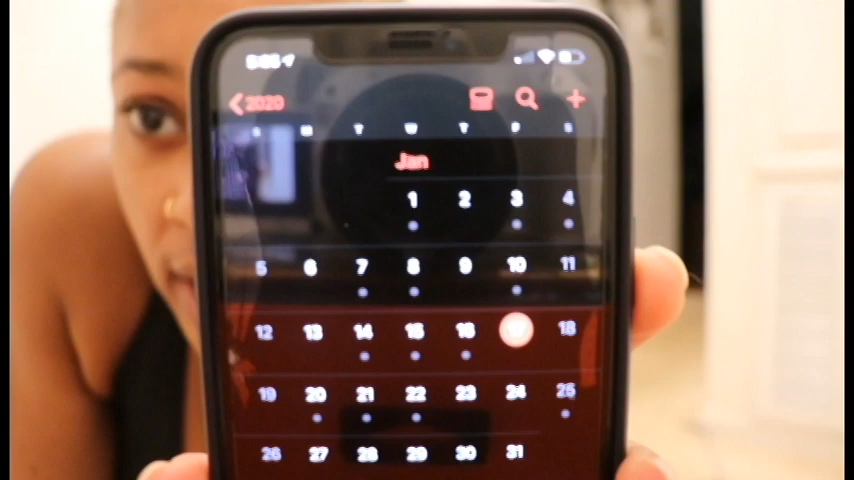 2020
S M T W T F S
Jan
1 2 3 4
5 6 7 8 9 10 11
12 13 14 15 16 17 18
19 20 21 22 23 24 25
26 27 28 29 30 31